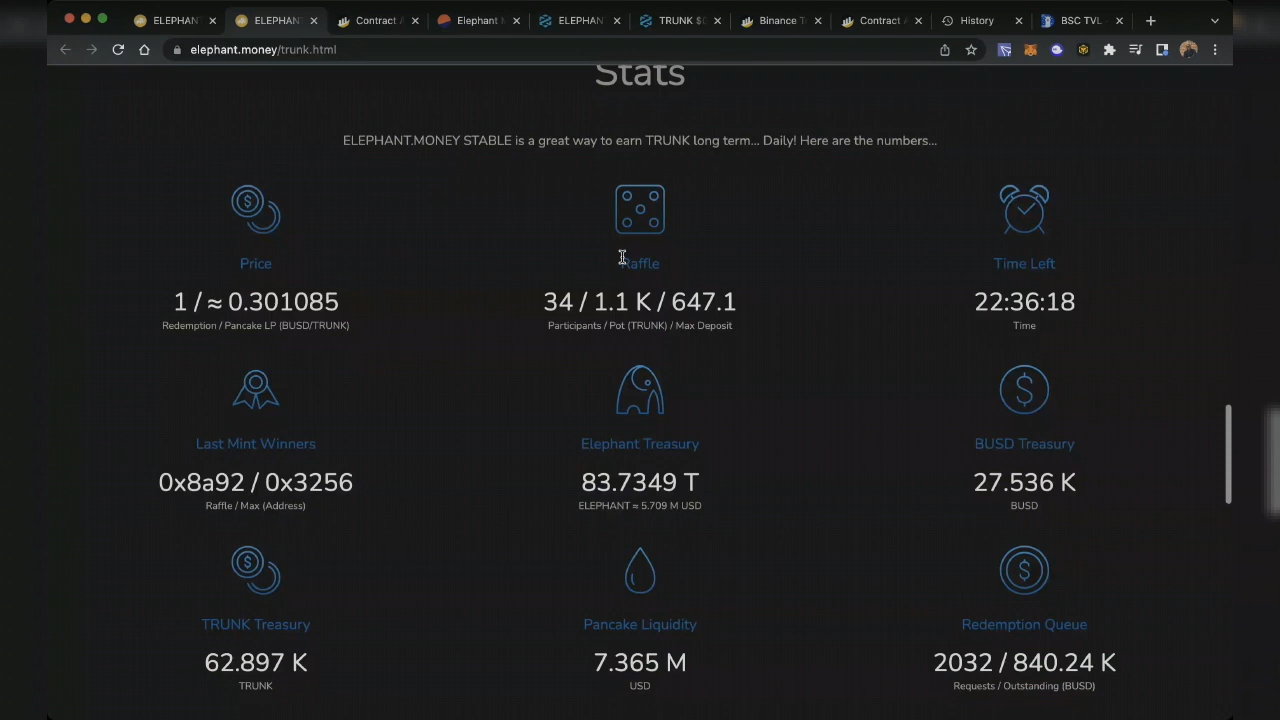 ELEPHAN
ELEPHANT
Contract A
Elephant M
ELEPHAN
TRUNK $0
Binance T
Contract A
History
BSC TVL
elephant.money/trunk.html
Stats
ELEPHANT.MONEY STABLE is a great way to earn TRUNK long term... Daily! Here are the numbers...
Price
Raffle
Time Left
1 / ≈ 0.301085
34 / 1.1 K / 647.1
22:36:18
Redemption / Pancake LP (BUSD/TRUNK)
Participants / Pot (TRUNK) / Max Deposit
Time
Last Mint Winners
Elephant Treasury
BUSD Treasury
0x8a92 / 0x3256
83.7349 T
27.536 K
Raffle / Max (Address)
ELEPHANT ≈ 5.709 M USD
BUSD
TRUNK Treasury
Pancake Liquidity
Redemption Queue
62.897 K
7.365 M
2032 / 840.24 K
TRUNK
USD
Requests / Outstanding (BUSD)